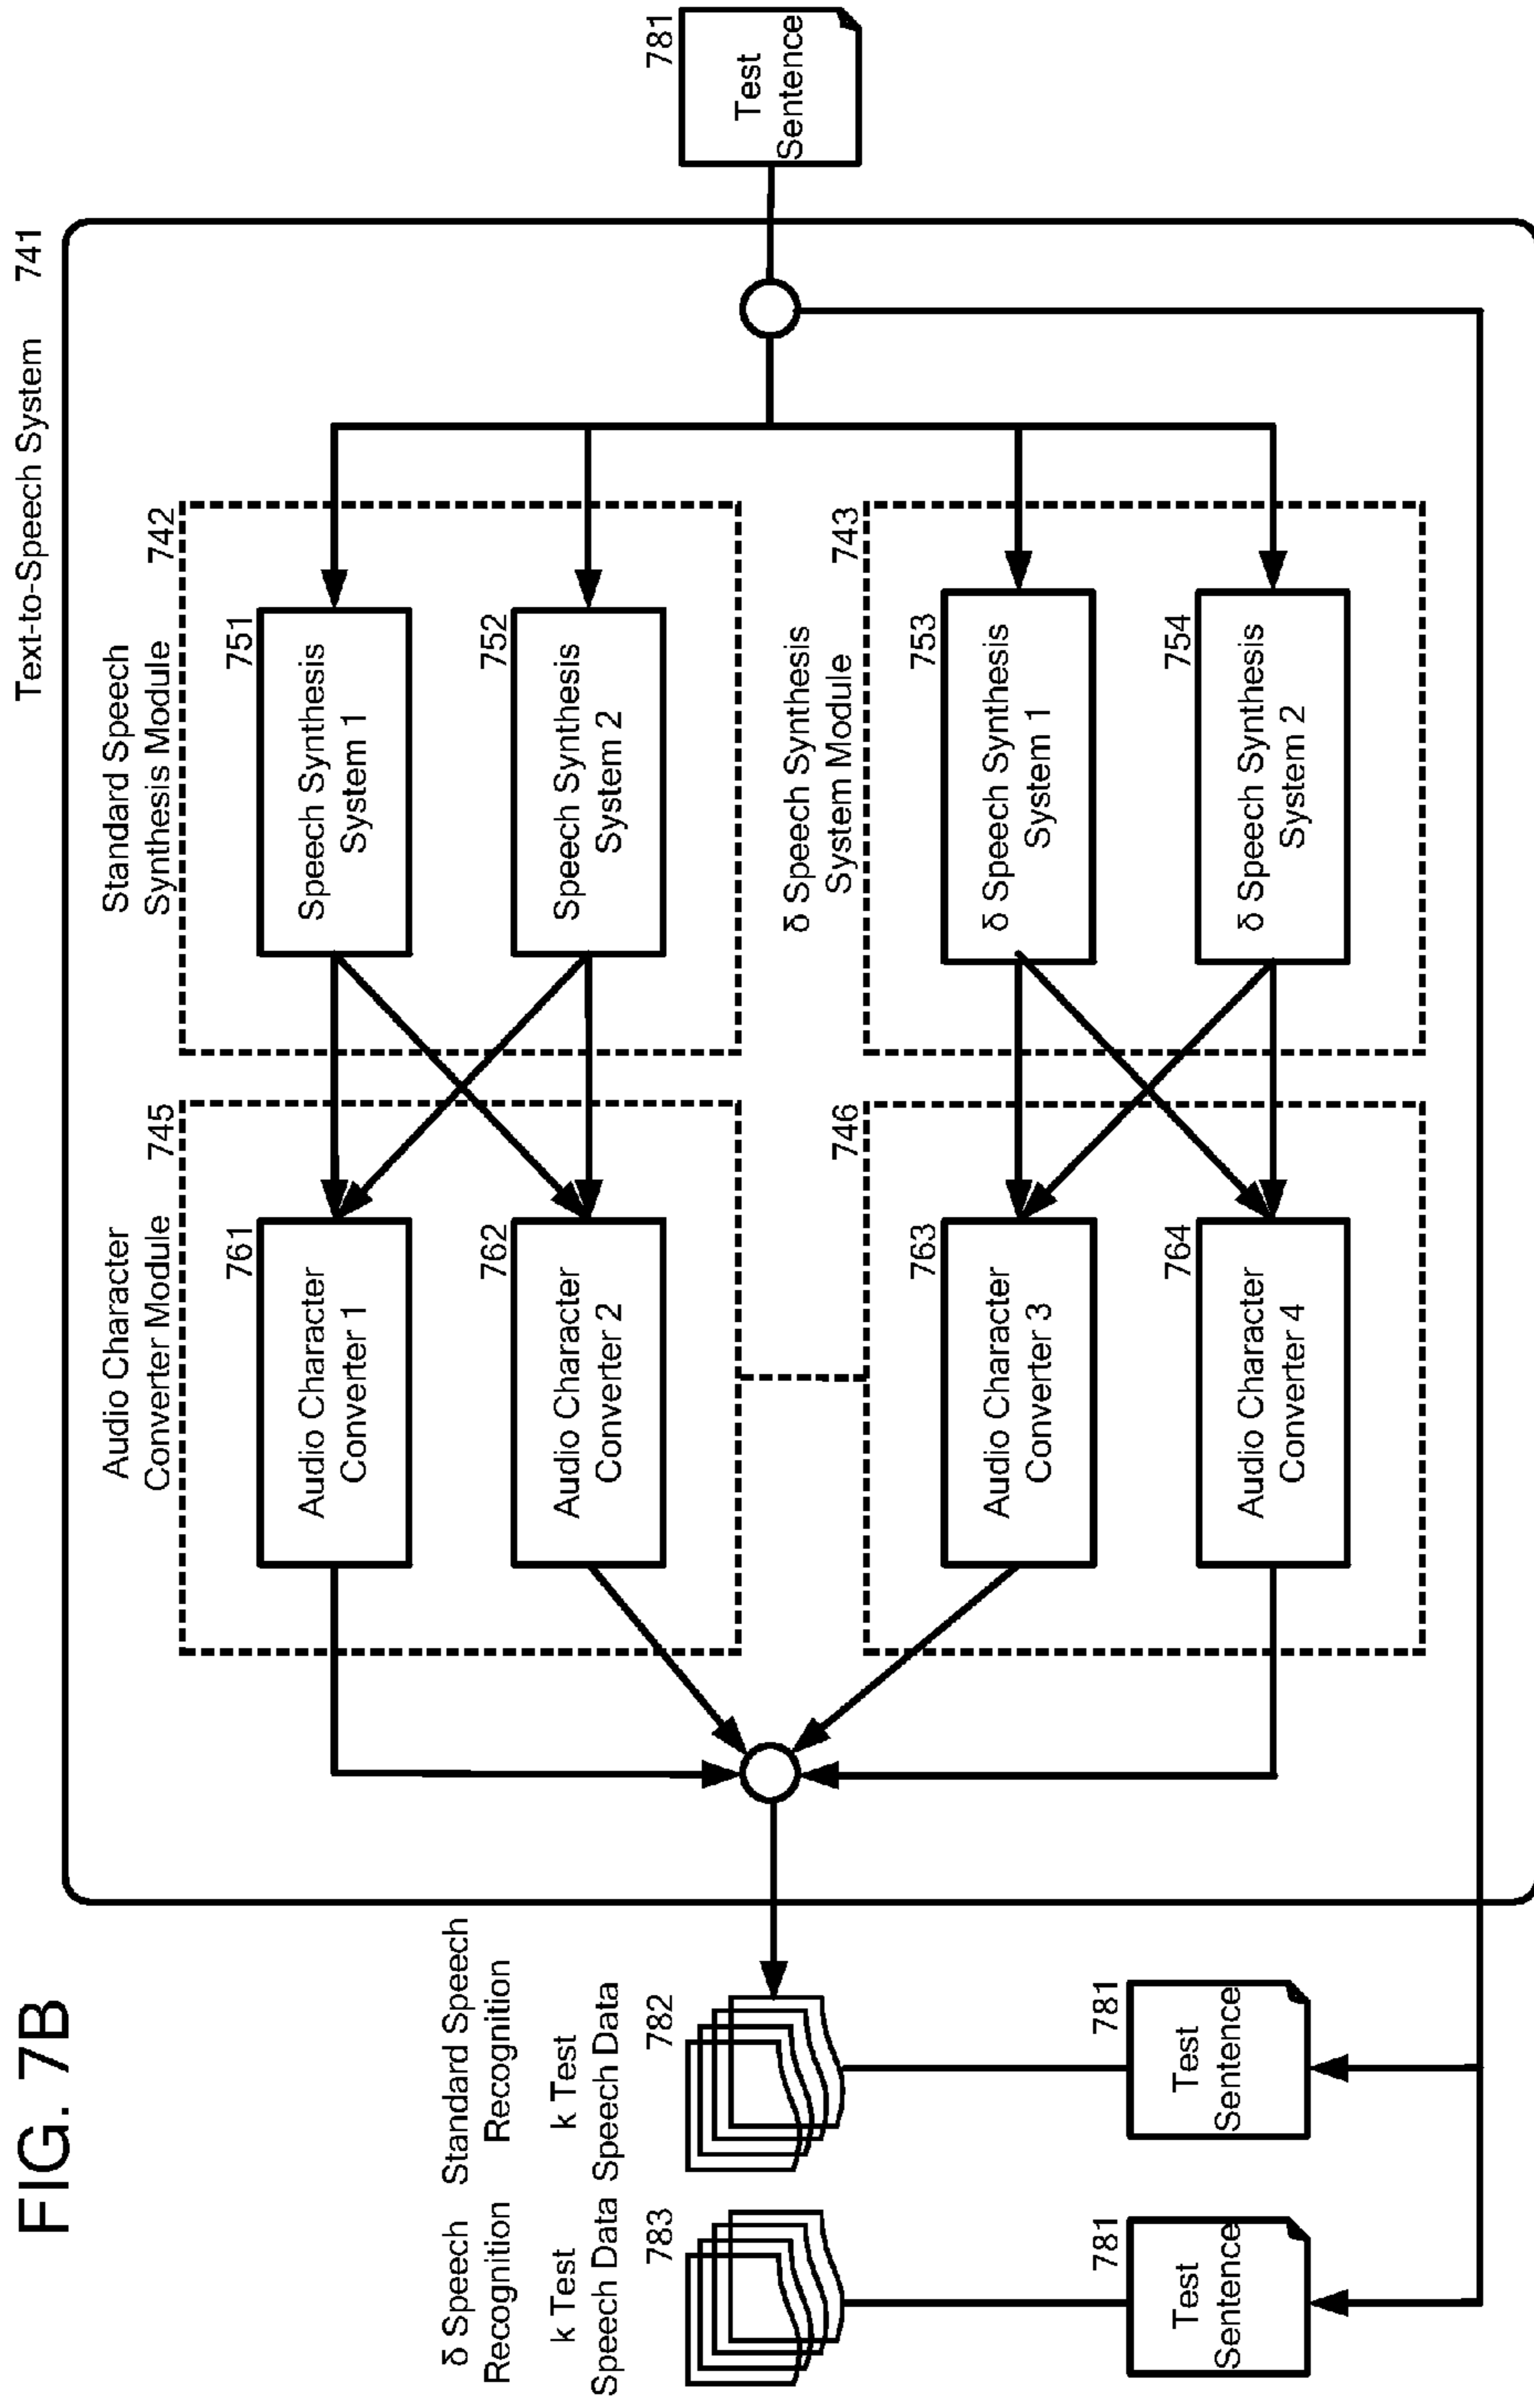 FIG. 7B
Text-to-Speech System 741
Test
Sentence
781
Standard Speech
Synthesis Module
742
Speech Synthesis
System 1
751
Speech Synthesis
System 2
752
δ Speech Synthesis
System Module
743
δ Speech Synthesis
System 1
753
δ Speech Synthesis
System 2
754
Audio Character
Converter Module
745
Audio Character
Converter 1
761
Audio Character
Converter 2
762
746
Audio Character
Converter 3
763
Audio Character
Converter 4
764
Standard Speech
Recognition
k Test
Speech Data
782
Test
Sentence
781
δ Speech
Recognition
k Test
Speech Data
783
Test
Sentence
781